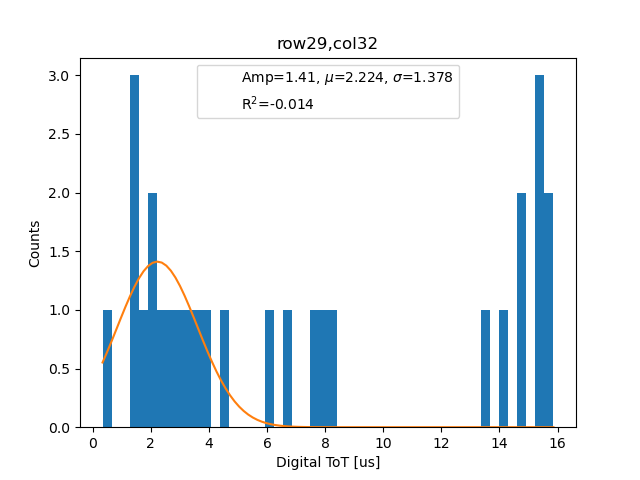 row29,col32
Amp=1.41, μ=2.224, σ=1.378
R²=-0.014
3.0
2.5
2.0
1.5
1.0
0.5
0.0
Counts
0 2 4 6 8 10 12 14 16
Digital ToT [us]